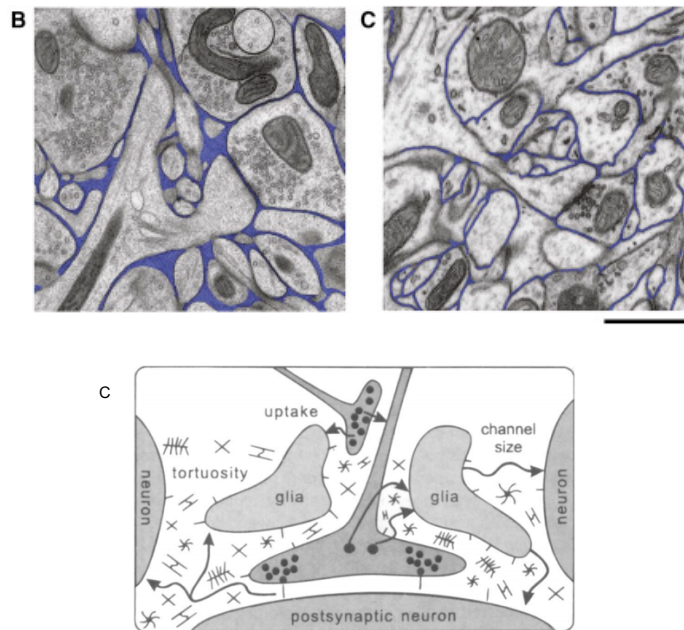 B
C
C
uptake
channel
size
tortuosity
neuron
glia
glia
neuron
postsynaptic neuron